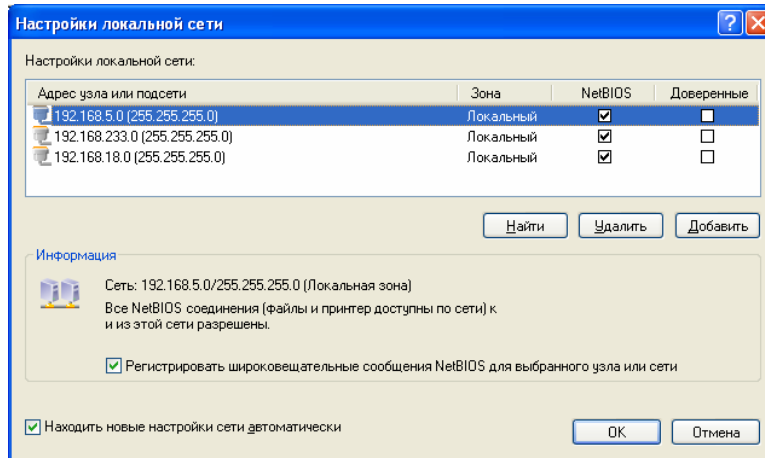 Настройки локальной сети
Настройки локальной сети:
Адрес узла или подсети Зона NetBIOS Доверенные
192.168.5.0 (255.255.255.0) Локальный
192.168.233.0 (255.255.255.0) Локальный
192.168.18.0 (255.255.255.0) Локальный
Найти Удалить Добавить
Информация
Сеть: 192.168.5.0/255.255.255.0 (Локальная зона)
Все NetBIOS соединения (файлы и принтер доступны по сети) к
и из этой сети разрешены.
Регистрировать широковещательные сообщения NetBIOS для выбранного узла или сети
Находить новые настройки сети автоматически
OK Отмена